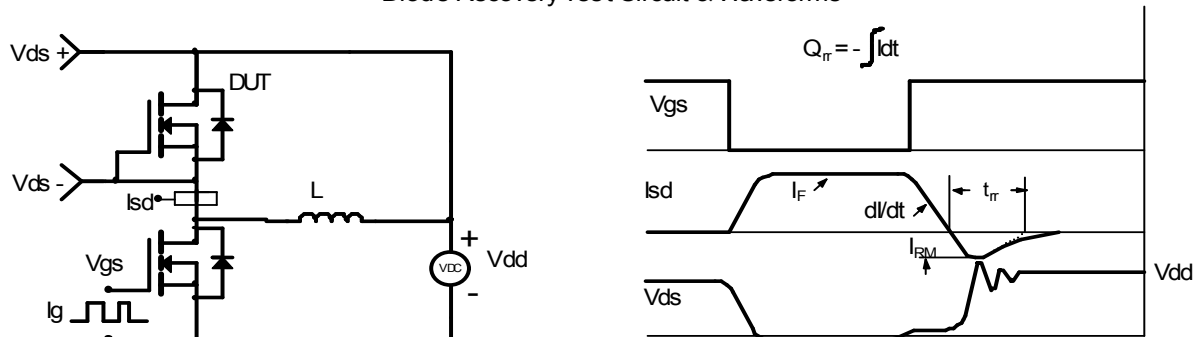 Diode Recovery Test Circuit & Waveforms
Vds +
DUT
Vds -
Isd
L
Vgs
Ig
VDC
+
-
Vdd
Qrr = - ∫ Idt
Vgs
Isd
IF
dI/dt
trr
IRM
Vdd
Vds